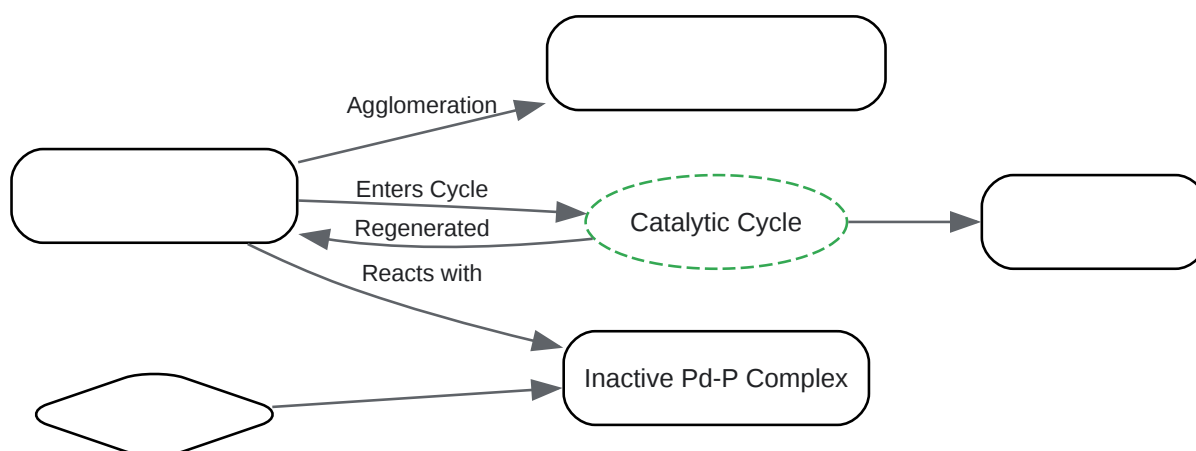 Agglomeration
Enters Cycle
Catalytic Cycle
Regenerated
Reacts with
Inactive Pd-P Complex